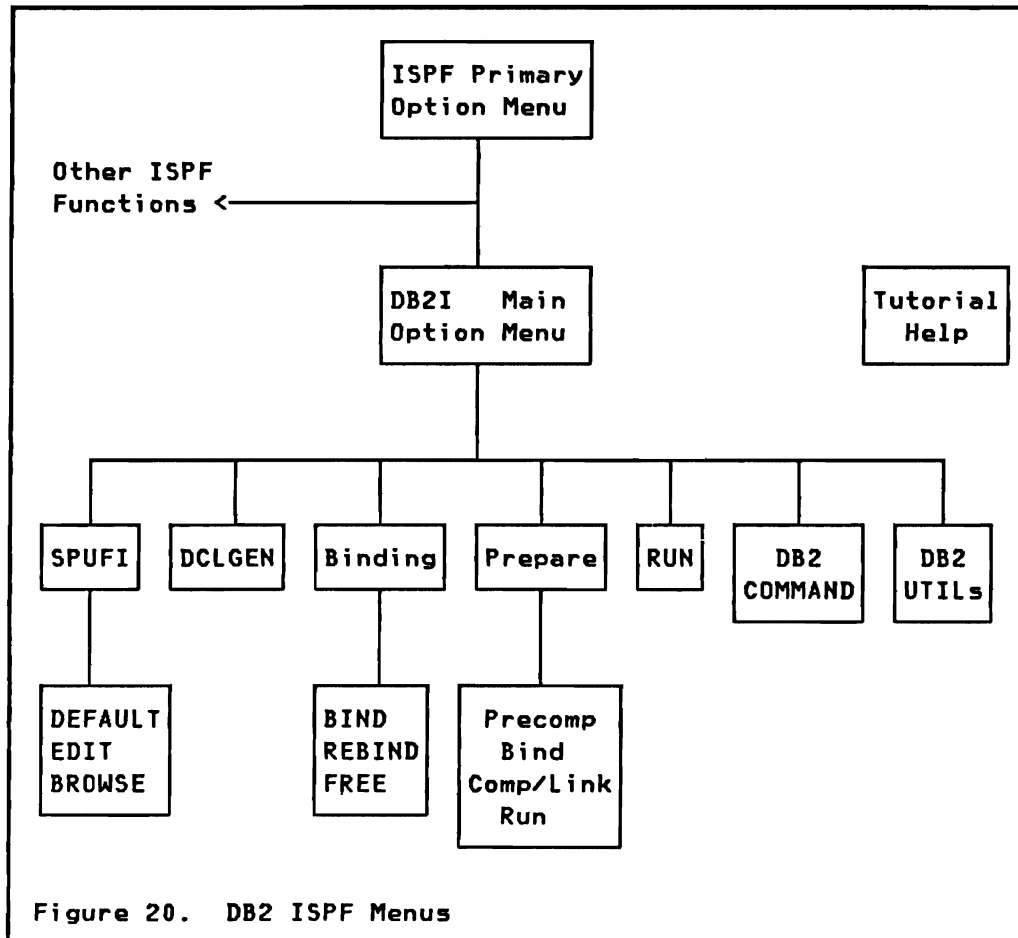 ISPF Primary
Option Menu
Other ISPF
Functions <
DB2I Main
Option Menu
Tutorial
Help
SPUFI
DCLGEN
Binding
Prepare
RUN
DB2
COMMAND
DB2
UTILs
DEFAULT
EDIT
BROWSE
BIND
REBIND
FREE
Precomp
Bind
Comp/Link
Run
Figure 20. DB2 ISPF Menus